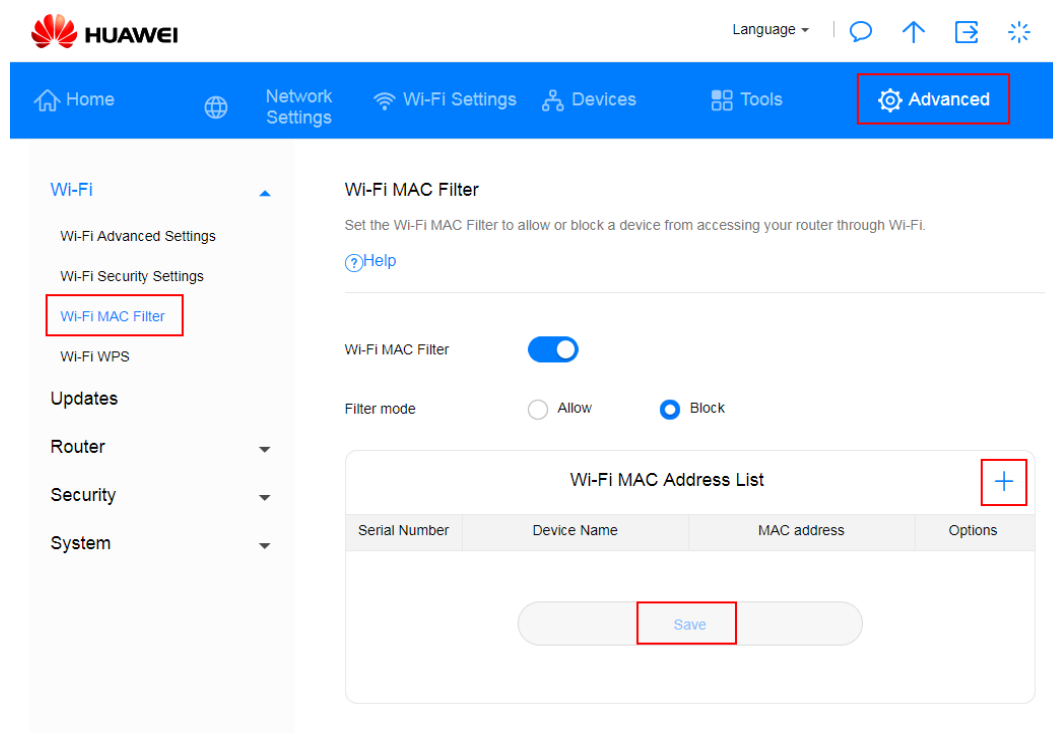 HUAWEI
Language
Home
Network
Settings
Wi-Fi Settings
Devices
Tools
Advanced
Wi-Fi
Wi-Fi Advanced Settings
Wi-Fi Security Settings
Wi-Fi MAC Filter
Wi-Fi WPS
Updates
Router
Security
System
Wi-Fi MAC Filter
Set the Wi-Fi MAC Filter to allow or block a device from accessing your router through Wi-Fi.
?Help
Wi-Fi MAC Filter
Filter mode Allow Block
Wi-Fi MAC Address List +
Serial Number Device Name MAC address Options
Save